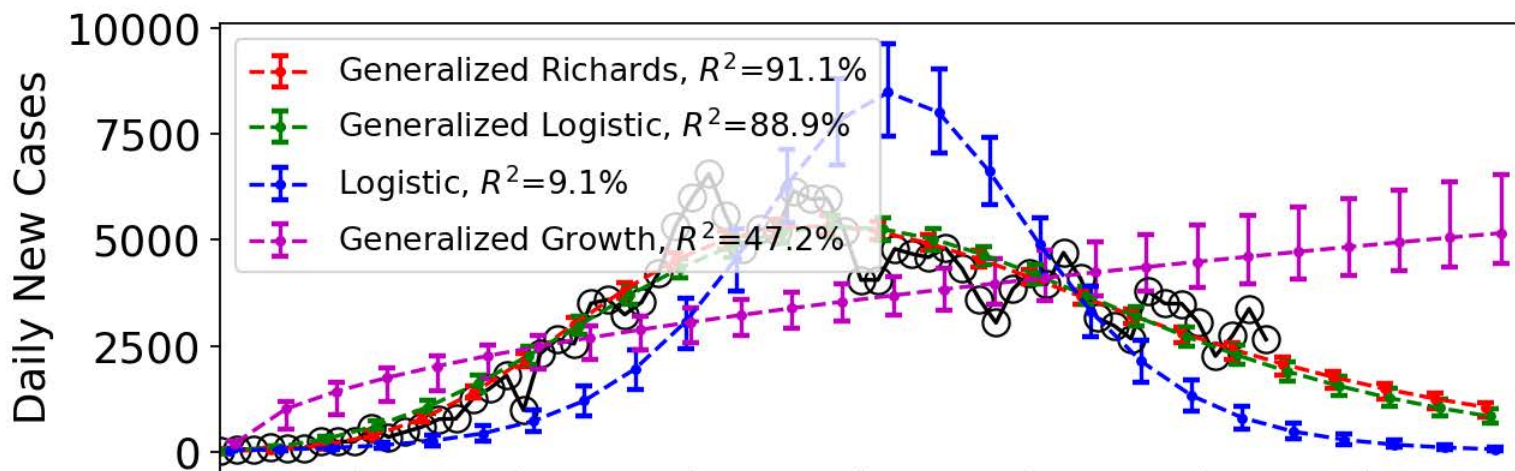 10000
7500
5000
2500
0
Daily New Cases
Generalized Richards, R²=91.1%
Generalized Logistic, R²=88.9%
Logistic, R²=9.1%
Generalized Growth, R²=47.2%